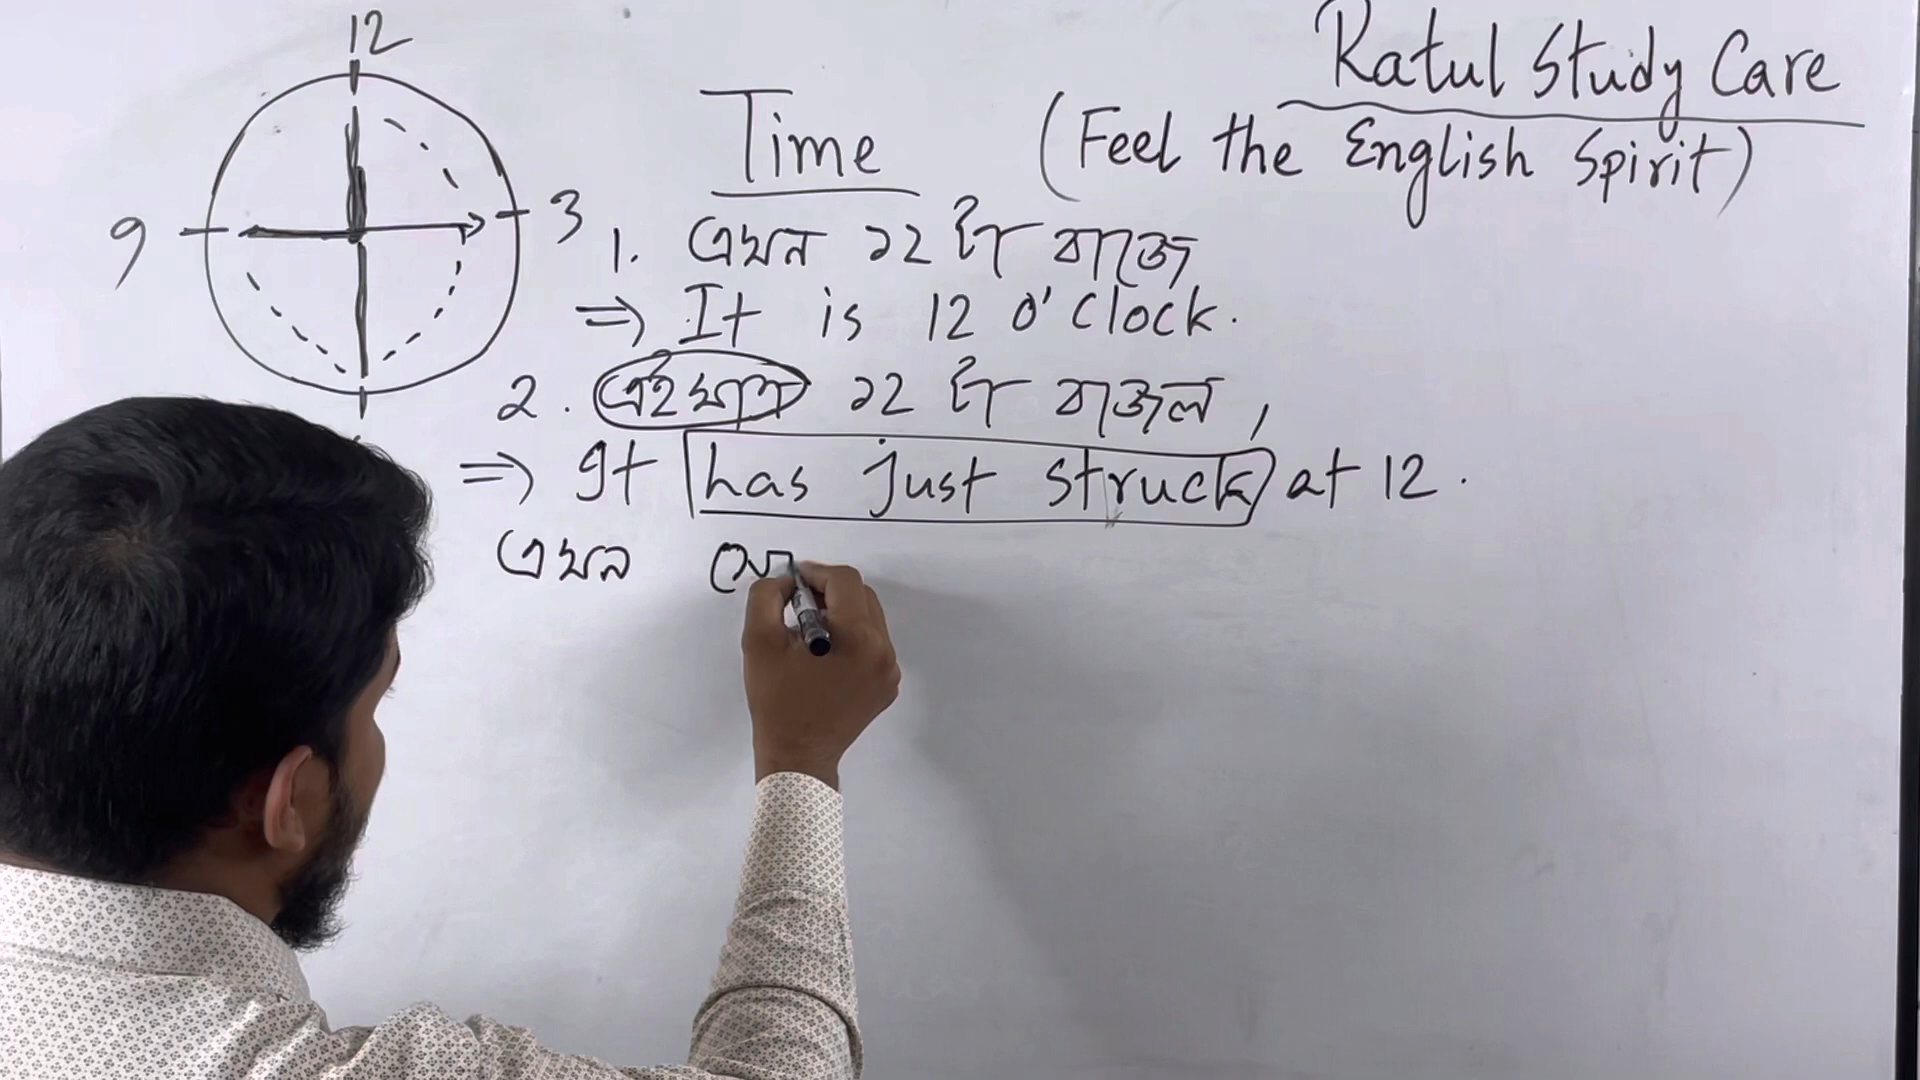 12
9
3
Ratul Study Care
Time (Feel the English Spirit)
1. এখন ১২ টা বাজে
⇒ It is 12 O'Clock.
2. এইমাত্র ১২ টা বাজল,
⇒ It has just struck at 12.
এখন